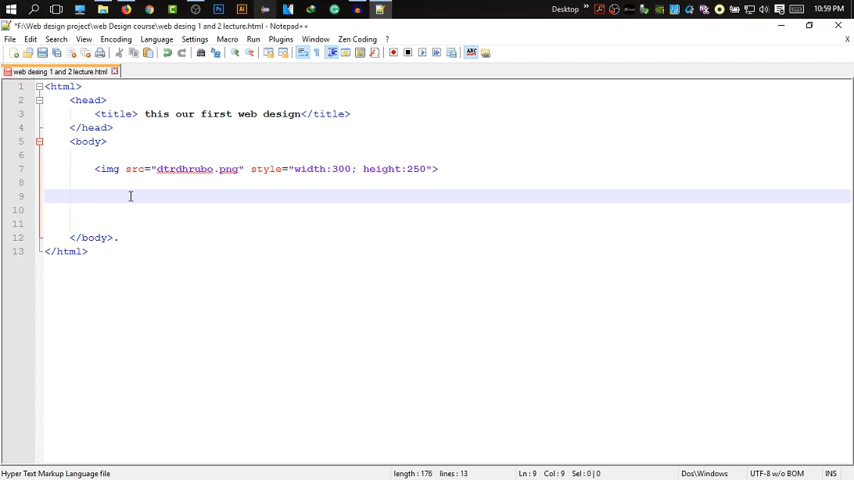 Desktop
10:59 PM
*F:\Web design project\web Design course\web desing 1 and 2 lecture.html - Notepad++
File Edit Search View Encoding Language Settings Macro Run Plugins Window Zen Coding ?
X
web desing 1 and 2 lecture.html
1 <html>
2 <head>
3 <title> this our first web design</title>
4 </head>
5 <body>
6
7 <img src="dtrdhrubo.png" style="width:300; height:250">
8
9
10
11
12 </body>.
13 </html>
Hyper Text Markup Language file length : 176 lines : 13 Ln : 9 Col : 9 Sel : 0 | 0 Dos\Windows UTF-8 w/o BOM INS